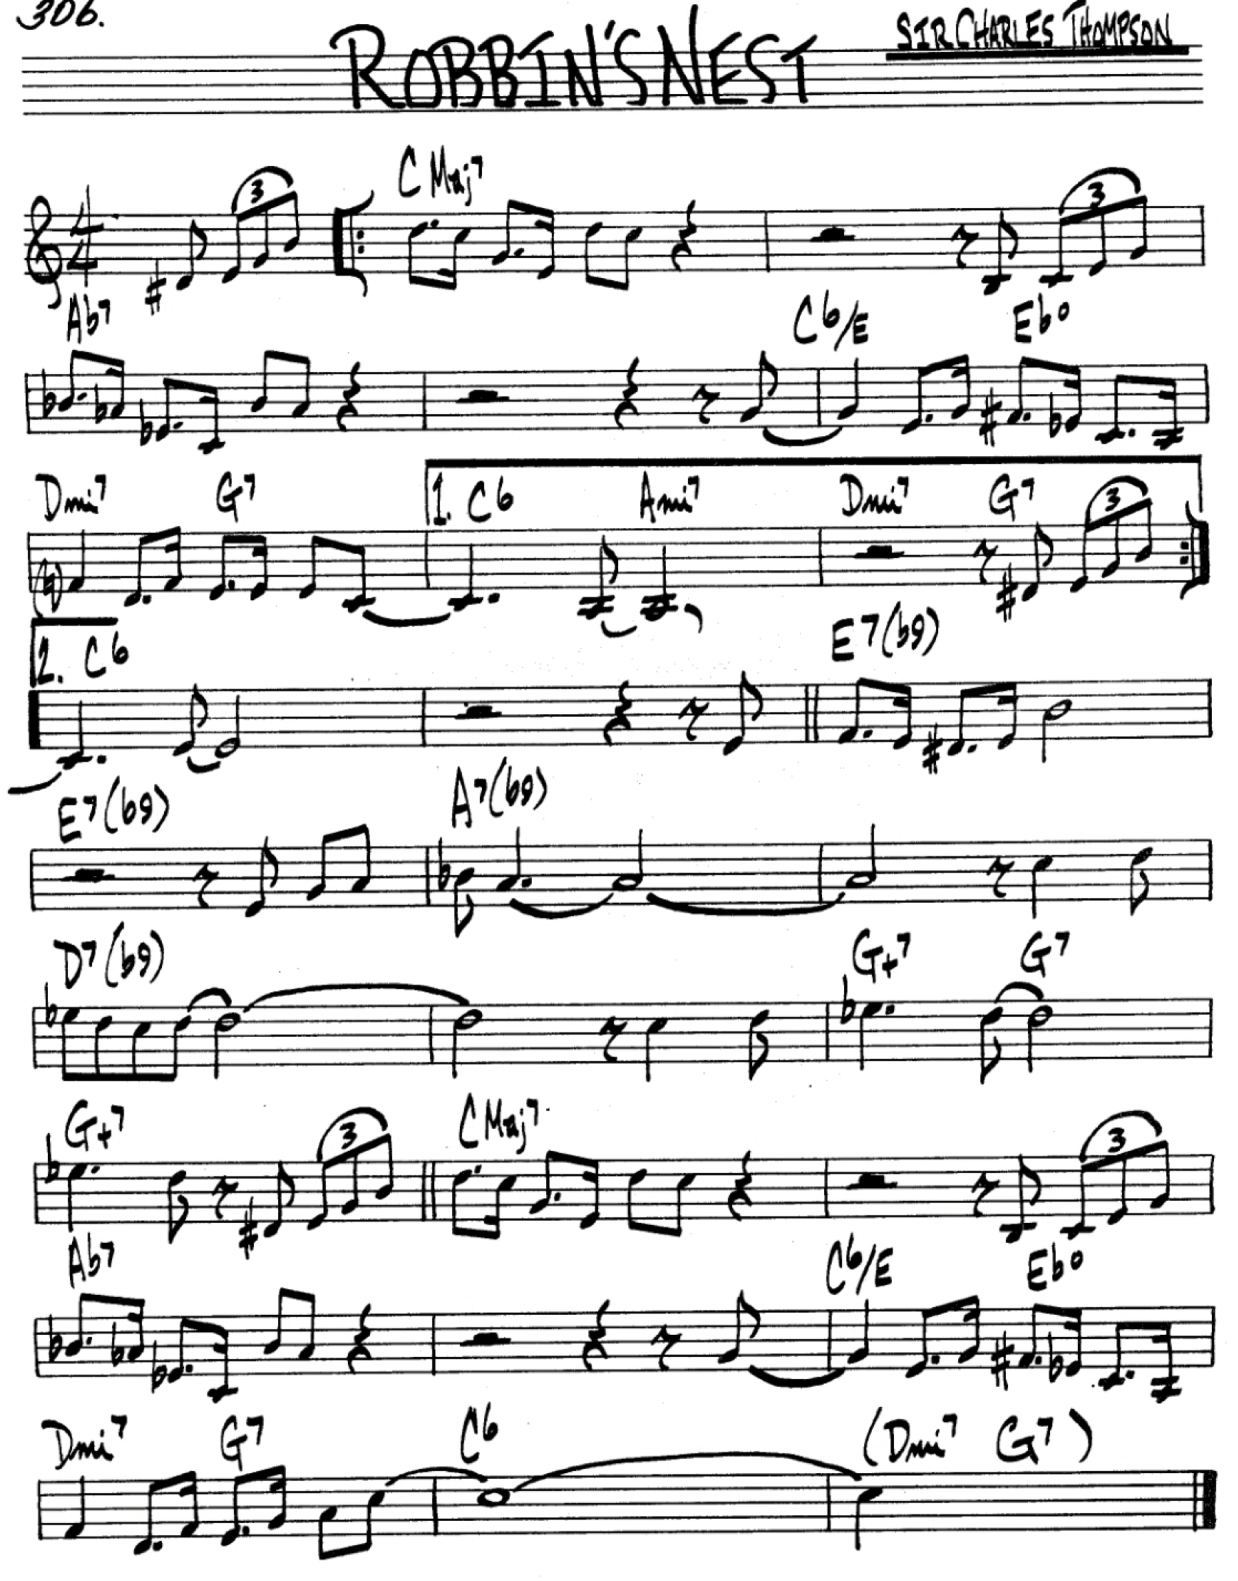 306.
ROBBIN'S NEST
SIR CHARLES THOMPSON
3 C Maj7 3
Ab7 C6/E Ebo
Dmi7 G7 1. C6 Ami7 Dmi7 G7 3
2. C6 E7(b9)
E7(b9) A7(b9)
D7(b9) G+7 G7
G+7 3 C Maj7 3
Ab7 C6/E Ebo
Dmi7 G7 C6 (Dmi7 G7)